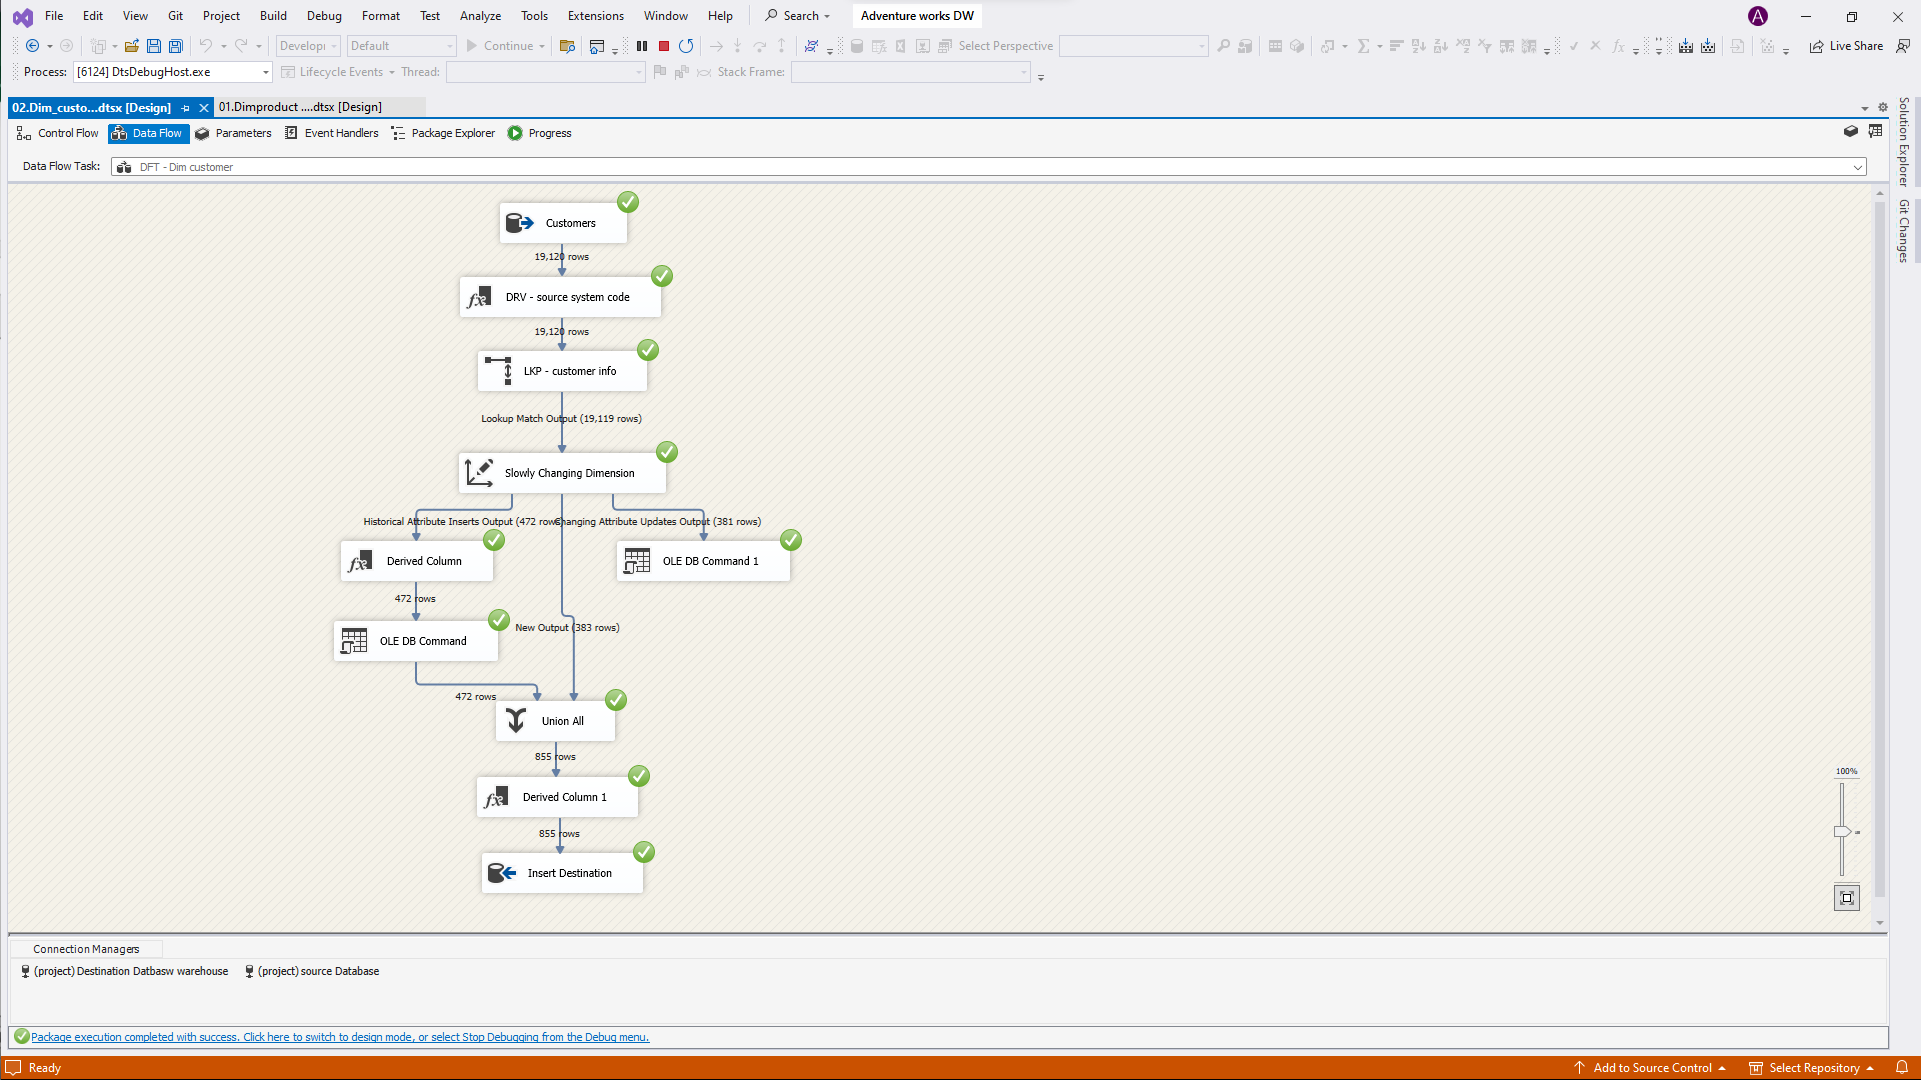 File Edit View Git Project Build Debug Format Test Analyze Tools Extensions Window Help Search Adventure works DW A
Develop Default Continue Select Perspective Live Share
Process: [6124] DtsDebugHost.exe Lifecycle Events Thread: Stack Frame:
02.Dim_custo...dtsx [Design] 01.Dimproduct ....dtsx [Design]
Control Flow Data Flow Parameters Event Handlers Package Explorer Progress
Data Flow Task: DFT - Dim customer
Solution Explorer
Git Changes
Customers
19,120 rows
fx DRV - source system code
19,120 rows
LKP - customer info
Lookup Match Output (19,119 rows)
Slowly Changing Dimension
Historical Attribute Inserts Output (472 rows) Changing Attribute Updates Output (381 rows)
fx Derived Column OLE DB Command 1
472 rows
New Output (383 rows)
OLE DB Command
472 rows
Union All
855 rows
100%
fx Derived Column 1
855 rows
Insert Destination
Connection Managers
(project) Destination Datbasw warehouse (project) source Database
Package execution completed with success. Click here to switch to design mode, or select Stop Debugging from the Debug menu.
Ready Add to Source Control Select Repository